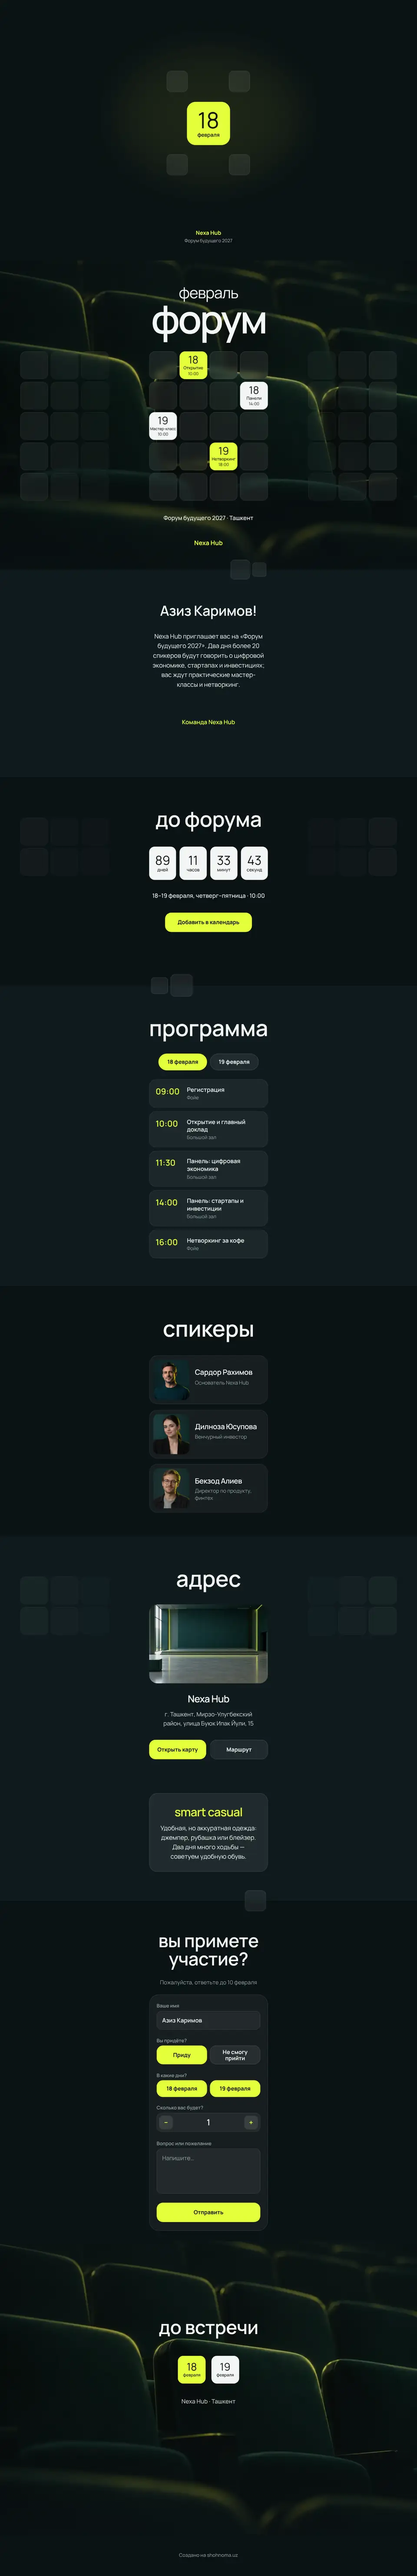 18
февраля
Nexa Hub
Форум будущего 2027
февраль
форум
18
Открытие
10:00
18
Панели
14:00
19
Мастер-класс
10:00
19
Нетворкинг
18:00
Форум будущего 2027 · Ташкент
Nexa Hub
Азиз Каримов!
Nexa Hub приглашает вас на «Форум
будущего 2027». Два дня более 20
спикеров будут говорить о цифровой
экономике, стартапах и инвестициях;
вас ждут практические мастер-
классы и нетворкинг.
Команда Nexa Hub
до форума
89
дней
11
часов
33
минут
43
секунд
18–19 февраля, четверг–пятница · 10:00
Добавить в календарь
программа
18 февраля
19 февраля
09:00
Регистрация
Фойе
10:00
Открытие и главный
доклад
Большой зал
11:30
Панель: цифровая
экономика
Большой зал
14:00
Панель: стартапы и
инвестиции
Большой зал
16:00
Нетворкинг за кофе
Фойе
спикеры
Сардор Рахимов
Основатель Nexa Hub
Дилноза Юсупова
Венчурный инвестор
Бекзод Алиев
Директор по продукту,
финтех
адрес
Nexa Hub
г. Ташкент, Мирзо-Улугбекский
район, улица Буюк Ипак Йули, 15
Открыть карту
Маршрут
smart casual
Удобная, но аккуратная одежда:
джемпер, рубашка или блейзер.
Два дня много ходьбы —
советуем удобную обувь.
вы примете
участие?
Пожалуйста, ответьте до 10 февраля
Ваше имя
Азиз Каримов
Вы придёте?
Приду
Не смогу
прийти
В какие дни?
18 февраля
19 февраля
Сколько вас будет?
−
1
+
Вопрос или пожелание
Напишите…
Отправить
до встречи
18
февраля
19
февраля
Nexa Hub · Ташкент
Создано на shohnoma.uz